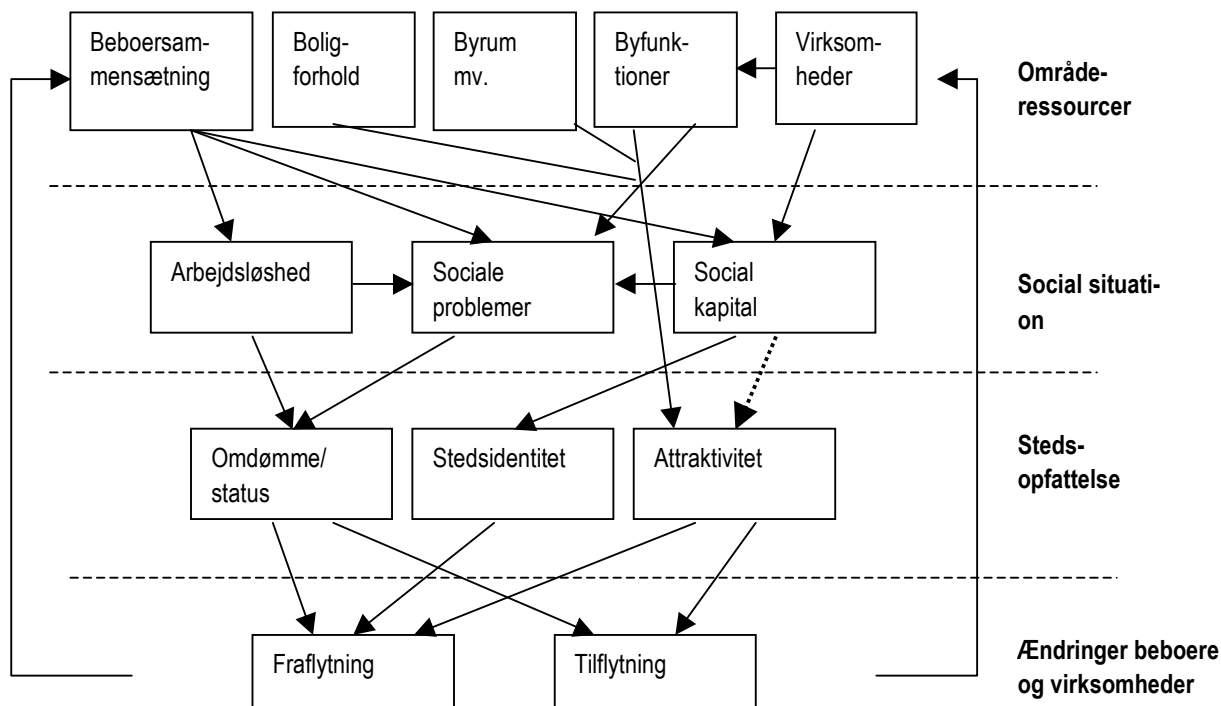 Beboersam-
mensætning
Bolig-
forhold
Byrum
mv.
Byfunk-
tioner
Virksom-
heder
Område-
ressourcer
Arbejdsløshed
Sociale
problemer
Social
kapital
Social situati-
on
Omdømme/
status
Stedsidentitet
Attraktivitet
Steds-
opfattelse
Fraflytning
Tilflytning
Ændringer beboere
og virksomheder